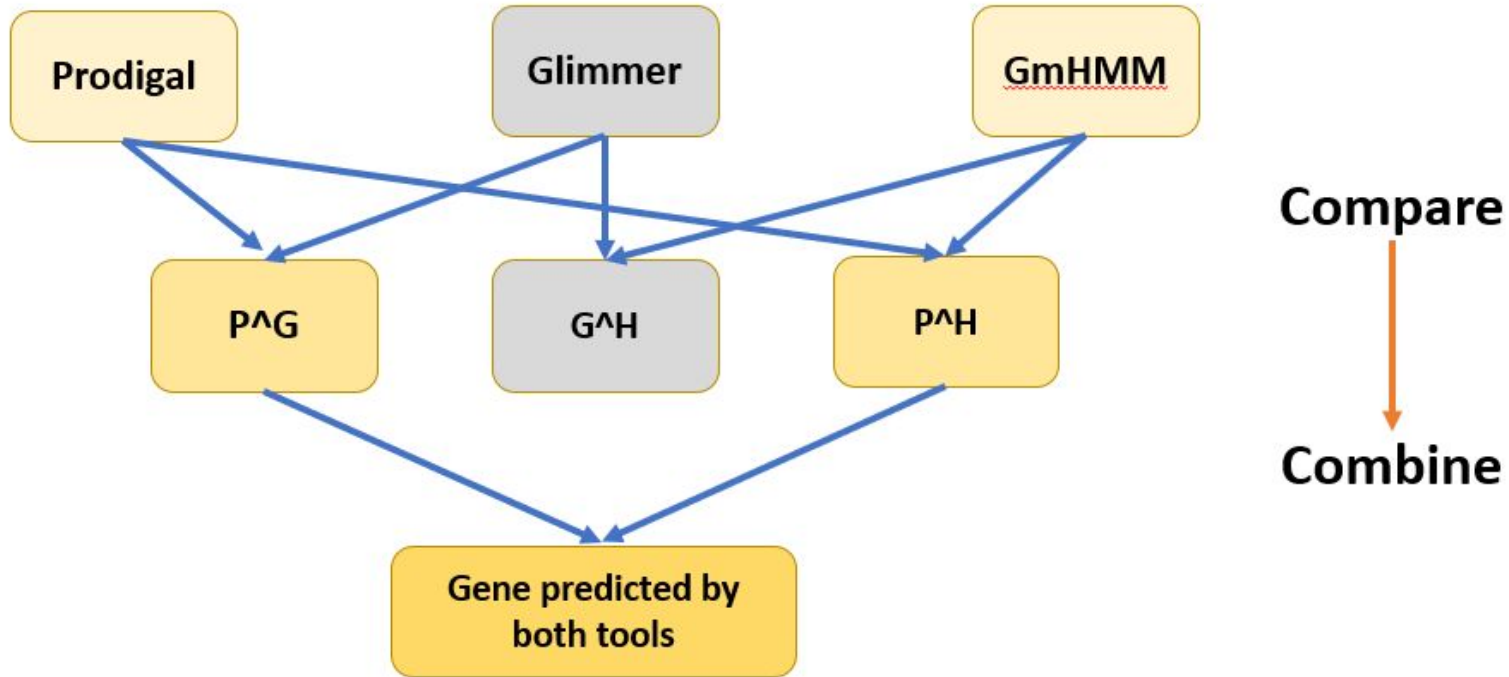 Prodigal
Glimmer
GmHMM
Compare
P^G
G^H
P^H
Combine
Gene predicted by
both tools